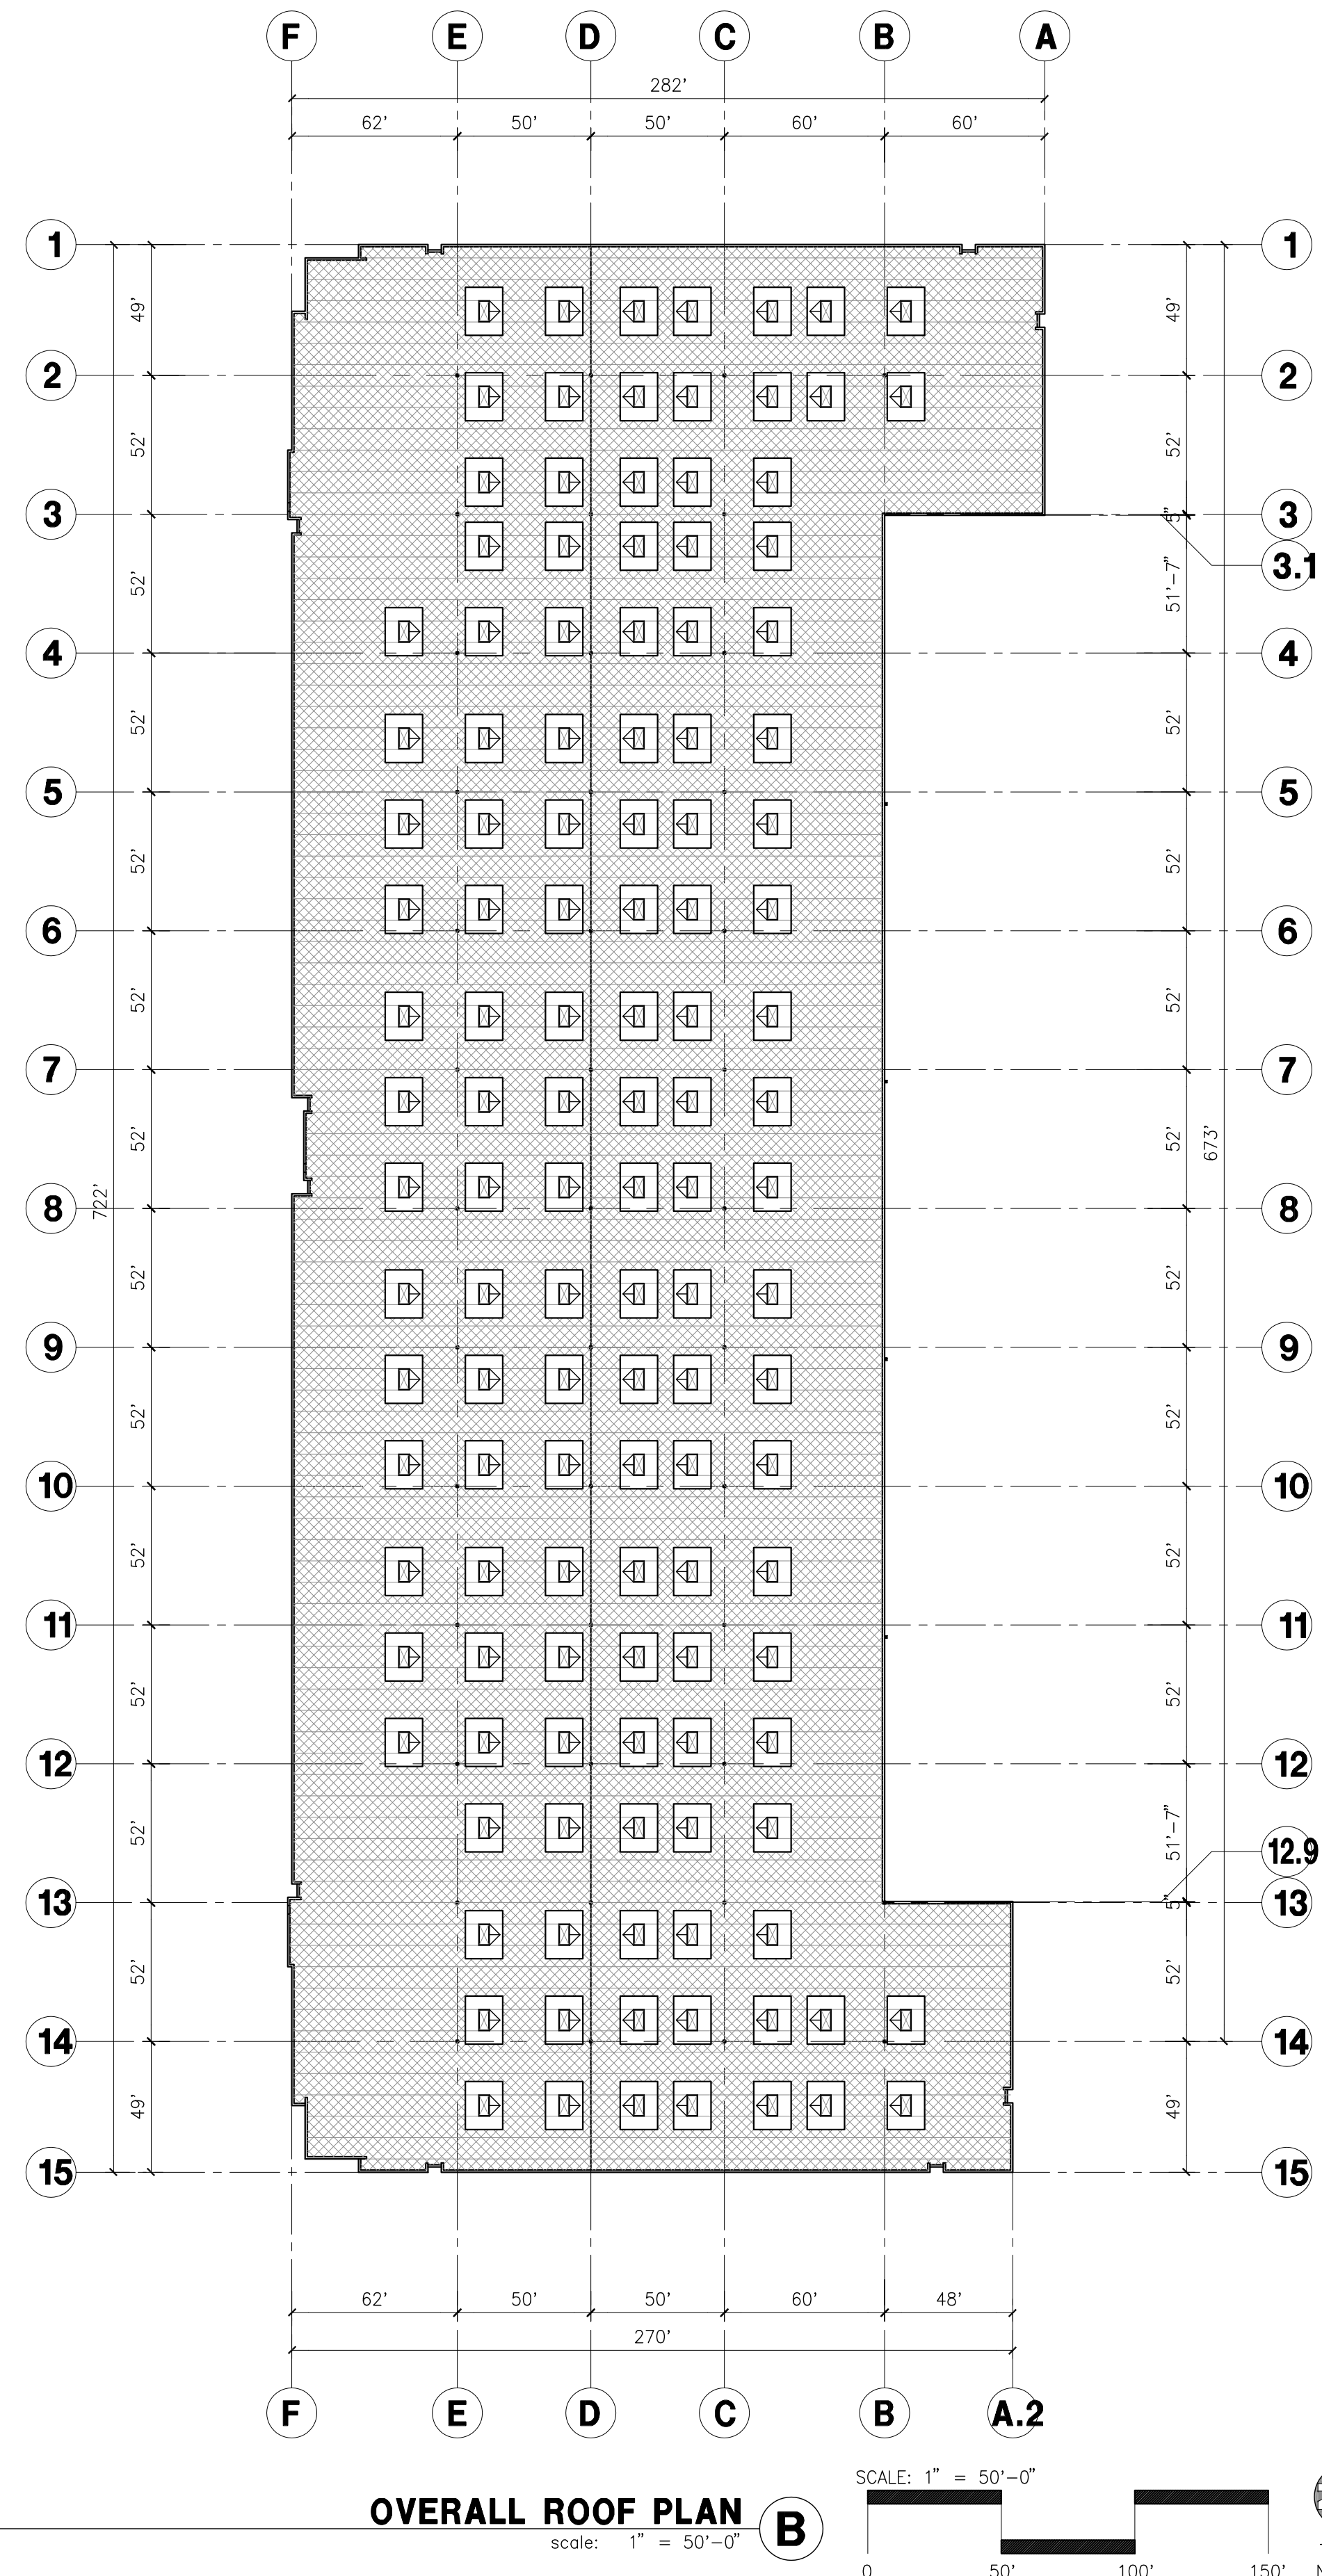 F E D C B A
282'
62' 50' 50' 60' 60'
1 1
49' 49'
2 2
52' 52'
3 5" 3
3.1
52' 51'-7"
4 4
52' 52'
5 5
52' 52'
6 6
52' 52'
7 7
52' 52' 673'
722'
8 8
52' 52'
9 9
52' 52'
10 10
52' 52'
11 11
52' 52'
12 12
52' 51'-7"
12.9
13 5" 13
52' 52'
14 14
49' 49'
15 15
62' 50' 50' 60' 48'
270'
F E D C B A.2
SCALE: 1" = 50'-0"
OVERALL ROOF PLAN B
scale: 1" = 50'-0"
0 50' 100' 150'